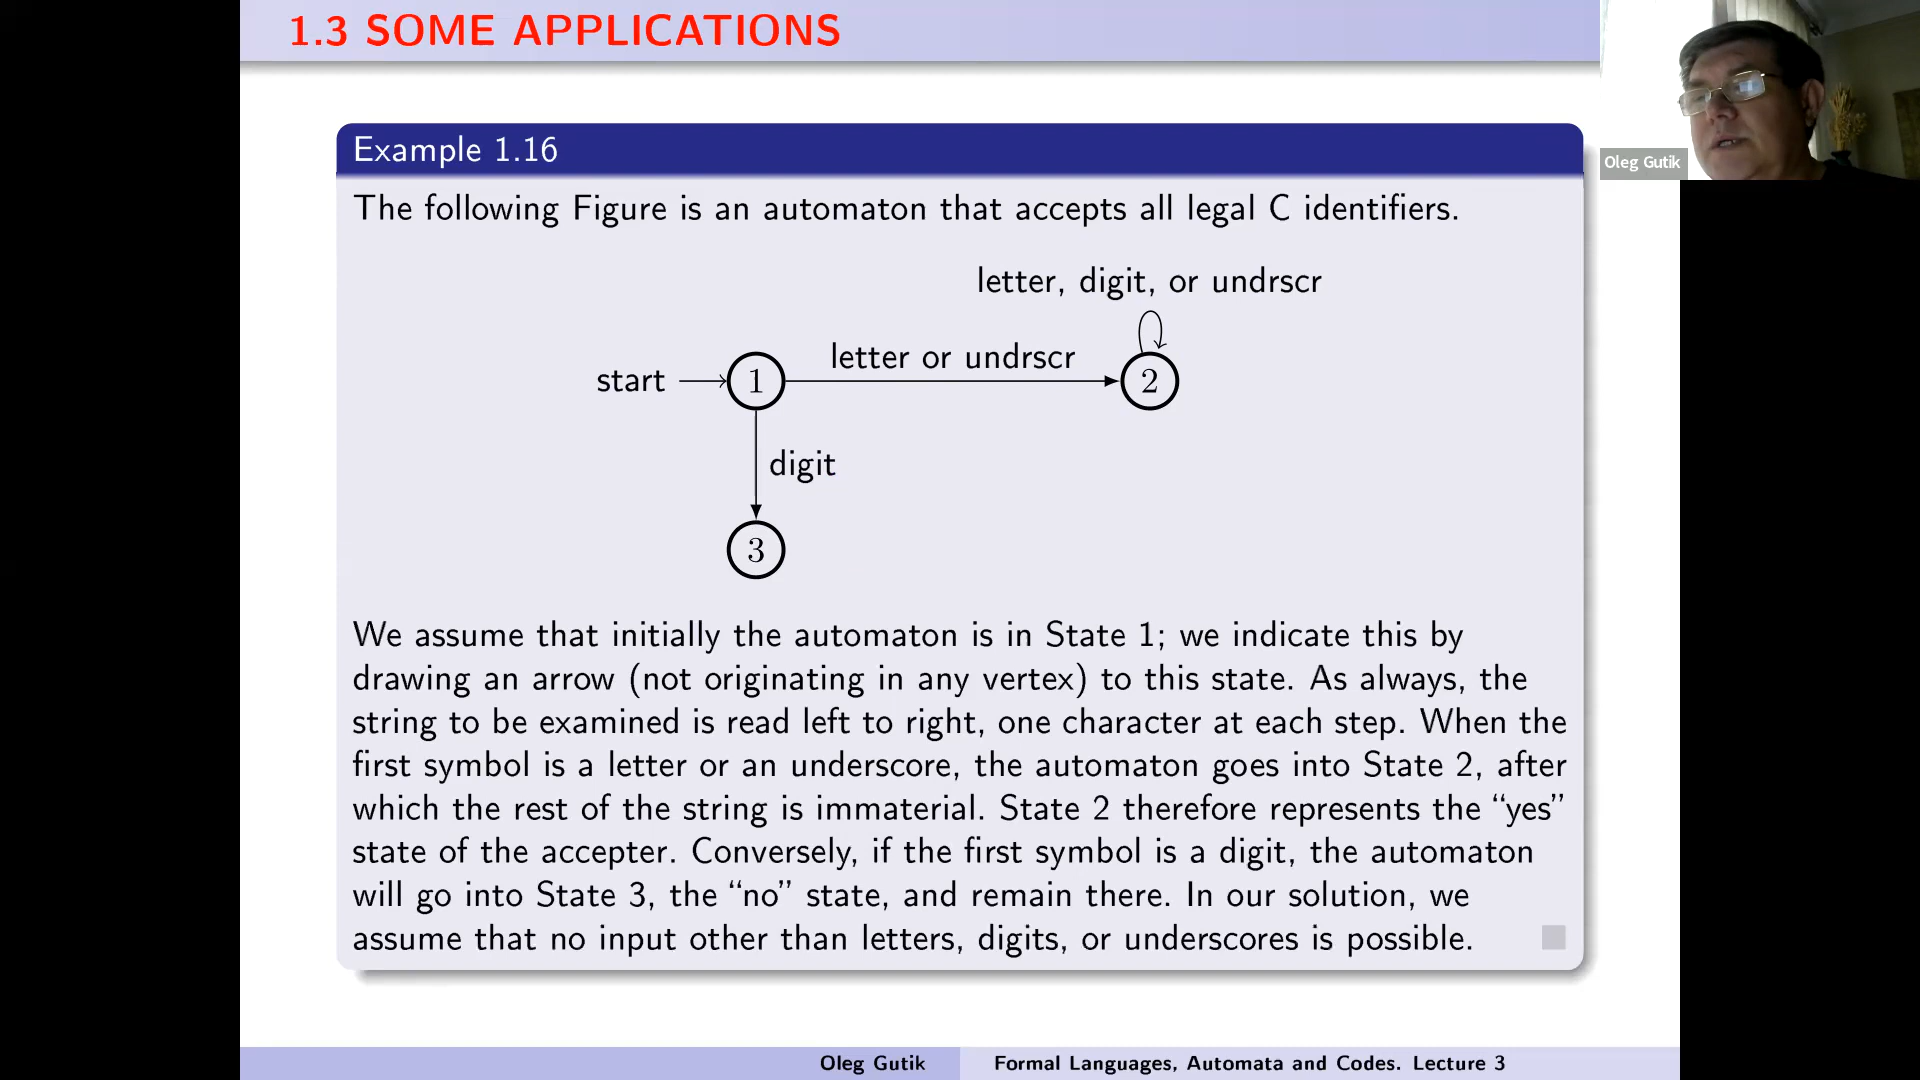 1.3 SOME APPLICATIONS
Oleg Gutik
Example 1.16
The following Figure is an automaton that accepts all legal C identifiers.
letter, digit, or undrscr
letter or undrscr
start
1
2
digit
3
We assume that initially the automaton is in State 1; we indicate this by
drawing an arrow (not originating in any vertex) to this state. As always, the
string to be examined is read left to right, one character at each step. When the
first symbol is a letter or an underscore, the automaton goes into State 2, after
which the rest of the string is immaterial. State 2 therefore represents the “yes”
state of the accepter. Conversely, if the first symbol is a digit, the automaton
will go into State 3, the “no” state, and remain there. In our solution, we
assume that no input other than letters, digits, or underscores is possible.
Oleg Gutik
Formal Languages, Automata and Codes. Lecture 3